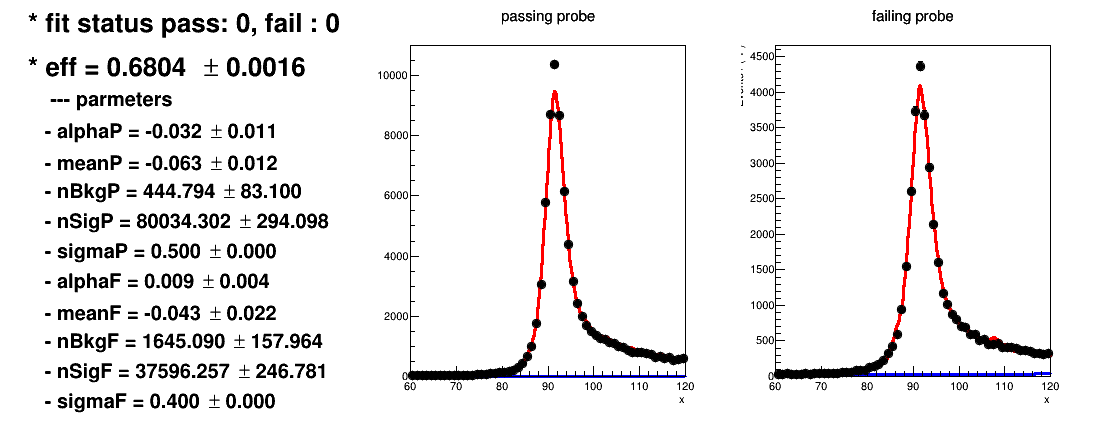 * fit status pass: 0, fail : 0
* eff = 0.6804 ± 0.0016
--- parmeters
- alphaP = -0.032 ± 0.011
- meanP = -0.063 ± 0.012
- nBkgP = 444.794 ± 83.100
- nSigP = 80034.302 ± 294.098
- sigmaP = 0.500 ± 0.000
- alphaF = 0.009 ± 0.004
- meanF = -0.043 ± 0.022
- nBkgF = 1645.090 ± 157.964
- nSigF = 37596.257 ± 246.781
- sigmaF = 0.400 ± 0.000
passing probe
10000
8000
6000
4000
2000
0
60 70 80 90 100 110 120
x
failing probe
4500
4000
3500
3000
2500
2000
1500
1000
500
0
60 70 80 90 100 110 120
x